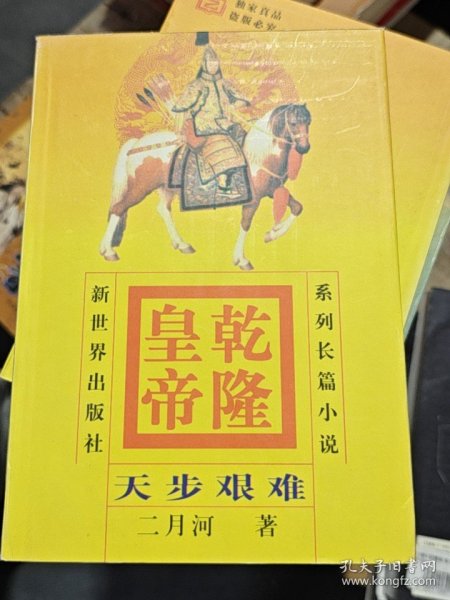 独家真品
盗版必究
系列长篇小说
乾隆
皇帝
新世界出版社
天步艰难
二月河 著
孔夫子旧书网
www.kongfz.com